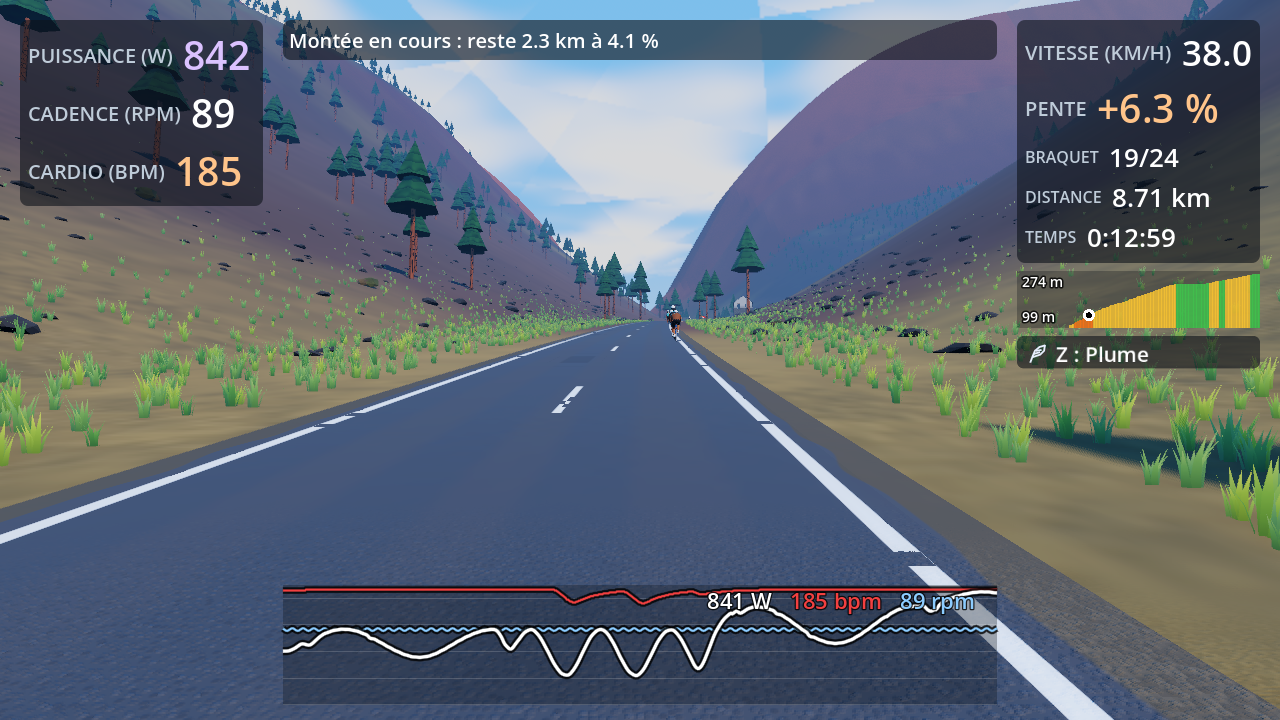 PUISSANCE (W) 842
CADENCE (RPM) 89
CARDIO (BPM) 185
Montée en cours : reste 2.3 km à 4.1 %
VITESSE (KM/H) 38.0
PENTE +6.3 %
BRAQUET 19/24
DISTANCE 8.71 km
TEMPS 0:12:59
274 m
99 m
Z : Plume
841 W 185 bpm 89 rpm